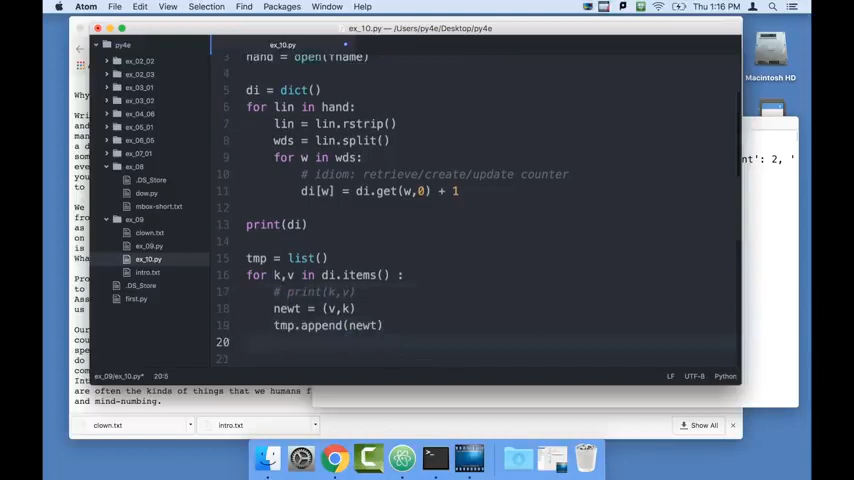 Atom File Edit View Selection Find Packages Window Help
Thu 1:16 PM
ex_10.py — /Users/py4e/Desktop/py4e
py4e
ex_10.py
ex_02_02
ex_02_03
ex_03_01
ex_03_02
ex_04_06
ex_05_01
ex_06_05
ex_07_01
ex_08
.DS_Store
dow.py
mbox-short.txt
ex_09
clown.txt
ex_09.py
ex_10.py
intro.txt
.DS_Store
first.py
3 hand = open(fname)
4
5 di = dict()
6 for lin in hand:
7 lin = lin.rstrip()
8 wds = lin.split()
9 for w in wds:
10 # idiom: retrieve/create/update counter
11 di[w] = di.get(w,0) + 1
12
13 print(di)
14
15 tmp = list()
16 for k,v in di.items() :
17 # print(k,v)
18 newt = (v,k)
19 tmp.append(newt)
20
21
ex_09/ex_10.py* 20:5 LF UTF-8 Python
Macintosh HD
nt': 2, '
are often the kinds of things that we humans f
and mind-numbing.
clown.txt intro.txt Show All